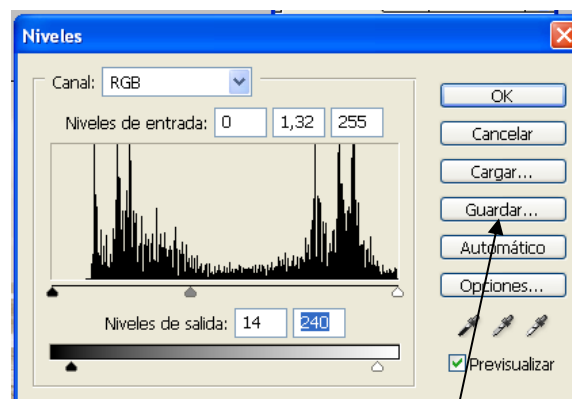 Niveles
Canal: RGB
Niveles de entrada: 0 1,32 255
Niveles de salida: 14 240
OK
Cancelar
Cargar...
Guardar...
Automático
Opciones...
Previsualizar